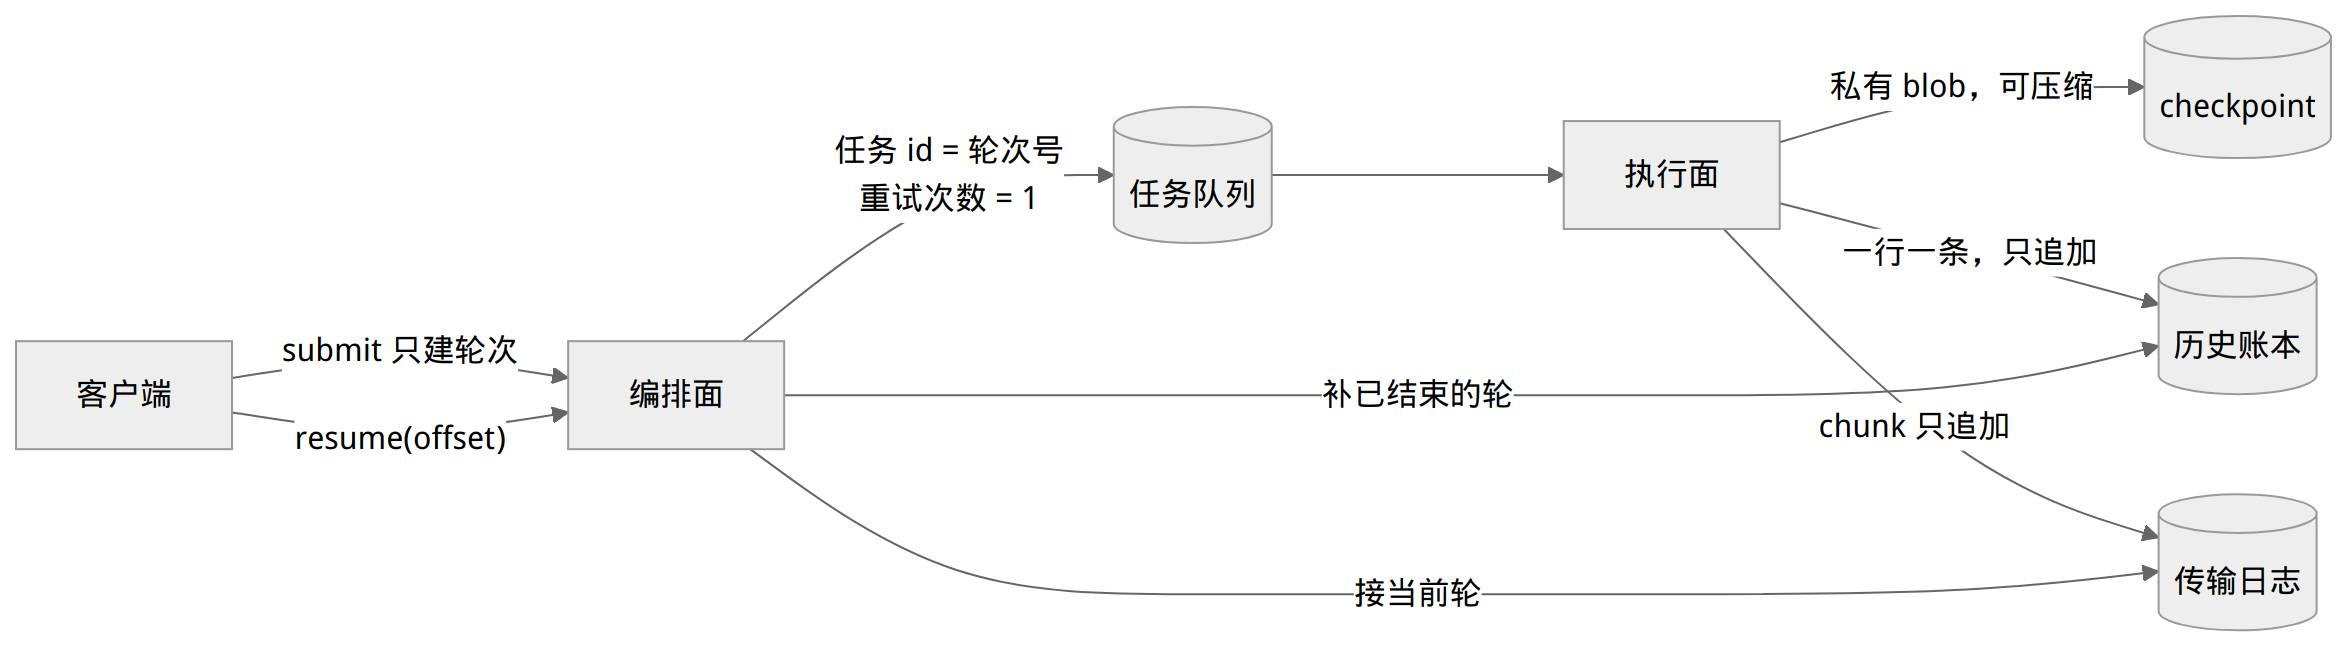 客户端
submit 只建轮次
resume(offset)
编排面
任务 id = 轮次号
重试次数 = 1
任务队列
执行面
私有 blob，可压缩
checkpoint
一行一条，只追加
历史账本
补已结束的轮
chunk 只追加
接当前轮
传输日志